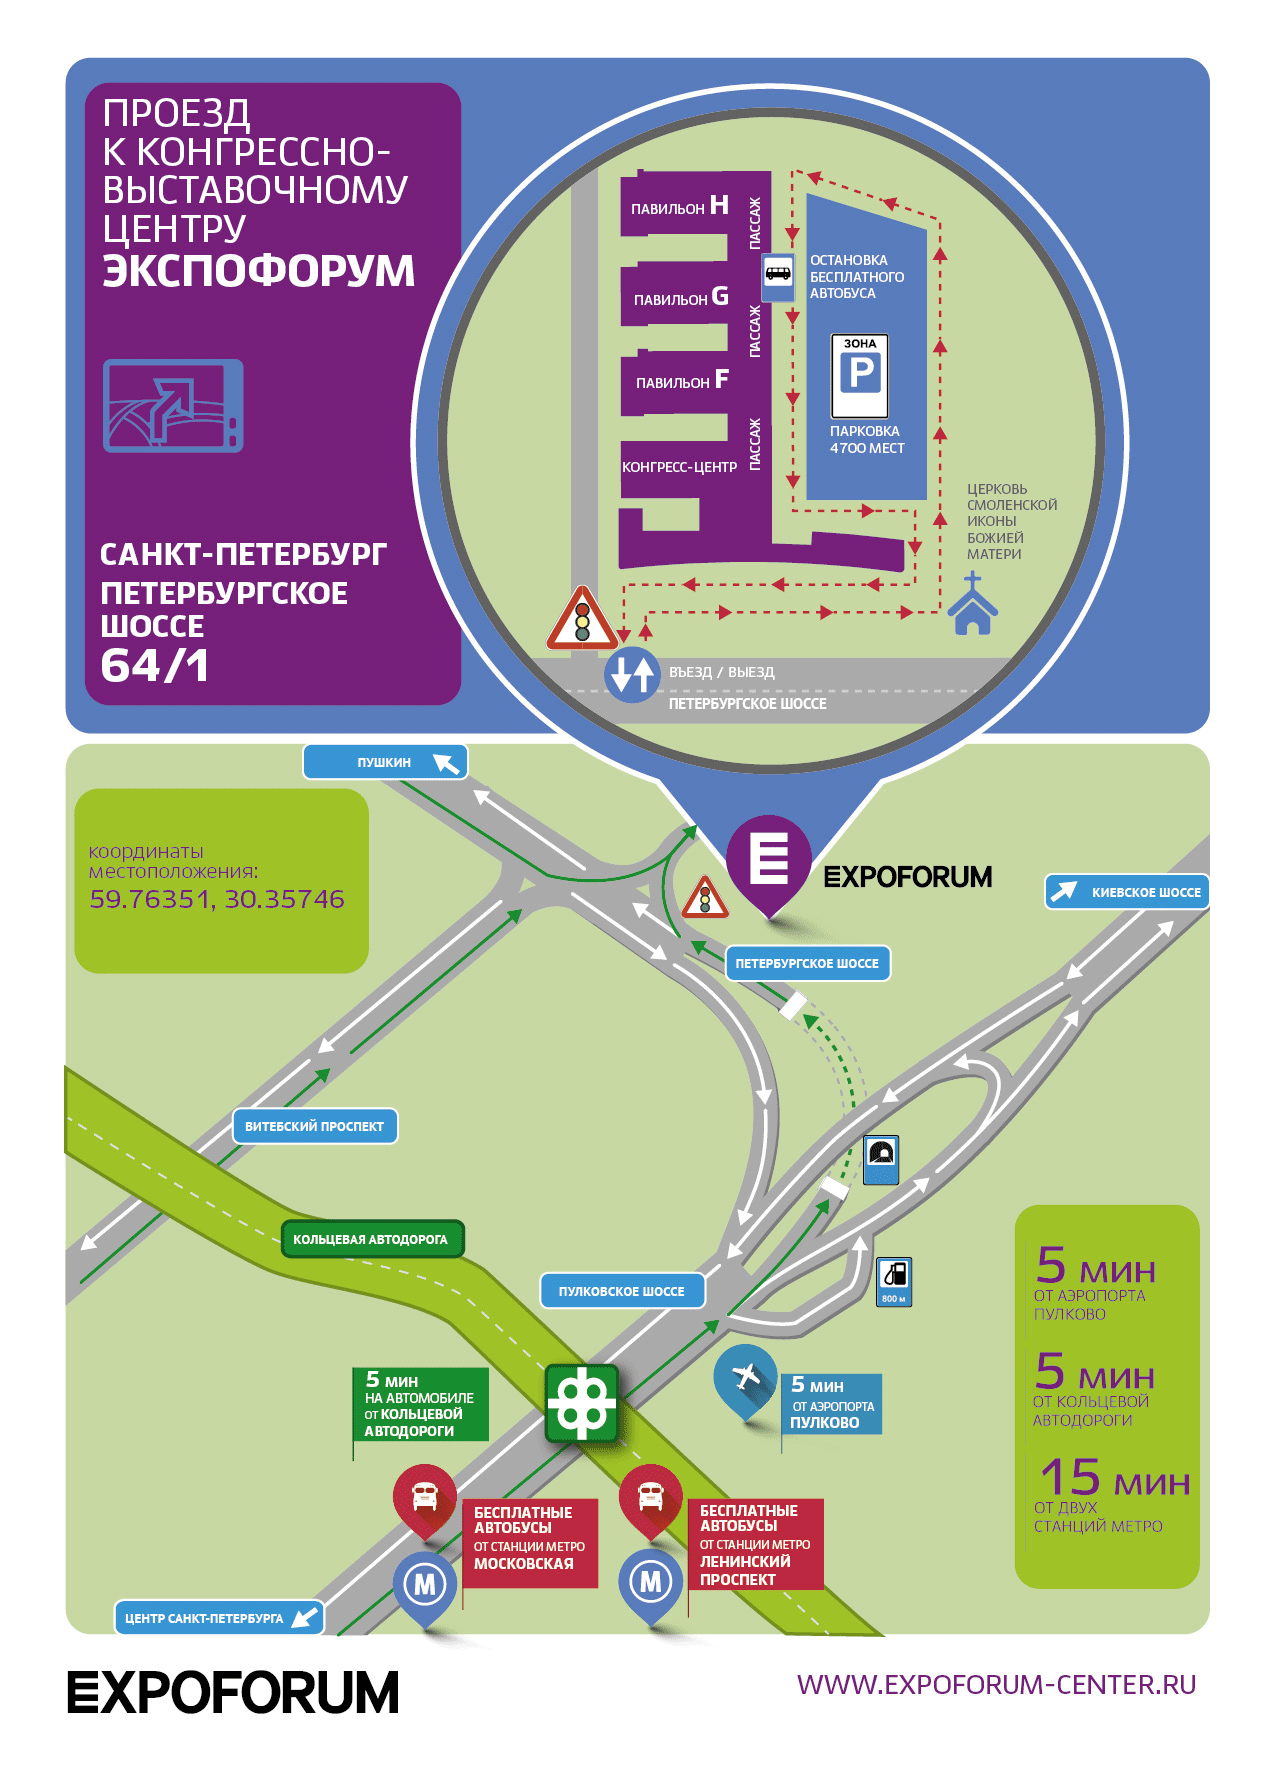 ПРОЕЗД
К КОНГРЕССНО-
ВЫСТАВОЧНОМУ
ЦЕНТРУ
ЭКСПОФОРУМ
САНКТ-ПЕТЕРБУРГ
ПЕТЕРБУРГСКОЕ
ШОССЕ
64/1
ПАВИЛЬОН H
ПАССАЖ
ПАВИЛЬОН G
ПАССАЖ
ПАВИЛЬОН F
ПАССАЖ
КОНГРЕСС-ЦЕНТР
ОСТАНОВКА
БЕСПЛАТНОГО
АВТОБУСА
ЗОНА
P
ПАРКОВКА
4700 МЕСТ
ЦЕРКОВЬ
СМОЛЕНСКОЙ
ИКОНЫ
БОЖИЕЙ
МАТЕРИ
ВЪЕЗД / ВЫЕЗД
ПЕТЕРБУРГСКОЕ ШОССЕ
ПУШКИН
координаты
местоположения:
59.76351, 30.35746
E
EXPOFORUM
КИЕВСКОЕ ШОССЕ
ПЕТЕРБУРГСКОЕ ШОССЕ
ВИТЕБСКИЙ ПРОСПЕКТ
КОЛЬЦЕВАЯ АВТОДОРОГА
ПУЛКОВСКОЕ ШОССЕ
800 м
5 мин
ОТ АЭРОПОРТА
ПУЛКОВО
5 мин
ОТ КОЛЬЦЕВОЙ
АВТОДОРОГИ
15 мин
ОТ ДВУХ
СТАНЦИЙ МЕТРО
5 мин
НА АВТОМОБИЛЕ
от КОЛЬЦЕВОЙ
АВТОДОРОГИ
5 мин
ОТ АЭРОПОРТА
ПУЛКОВО
БЕСПЛАТНЫЕ
АВТОБУСЫ
ОТ СТАНЦИИ МЕТРО
МОСКОВСКАЯ
М
БЕСПЛАТНЫЕ
АВТОБУСЫ
ОТ СТАНЦИИ МЕТРО
ЛЕНИНСКИЙ
ПРОСПЕКТ
М
ЦЕНТР САНКТ-ПЕТЕРБУРГА
EXPOFORUM
WWW.EXPOFORUM-CENTER.RU